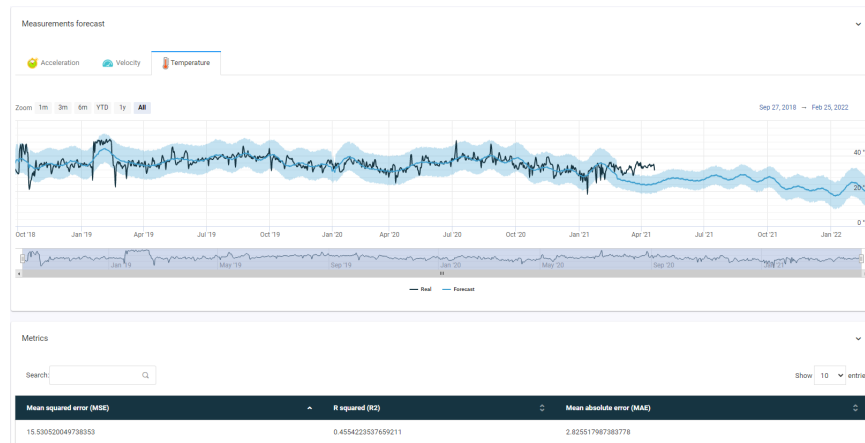 Measurements forecast
Acceleration Velocity Temperature
Zoom 1m 3m 6m YTD 1y All Sep 27, 2018 → Feb 25, 2022
40 °
20 °
0 °
Oct '18 Jan '19 Apr '19 Jul '19 Oct '19 Jan '20 Apr '20 Jul '20 Oct '20 Jan '21 Apr '21 Jul '21 Oct '21 Jan '22
Jan '19 May '19 Sep '19 Jan '20 May '20 Sep '20
Real Forecast
Metrics
Search: Show 10 entrie
Mean squared error (MSE) R squared (R2) Mean absolute error (MAE)
15.530520049738353 0.4554223537659211 2.825517987383778